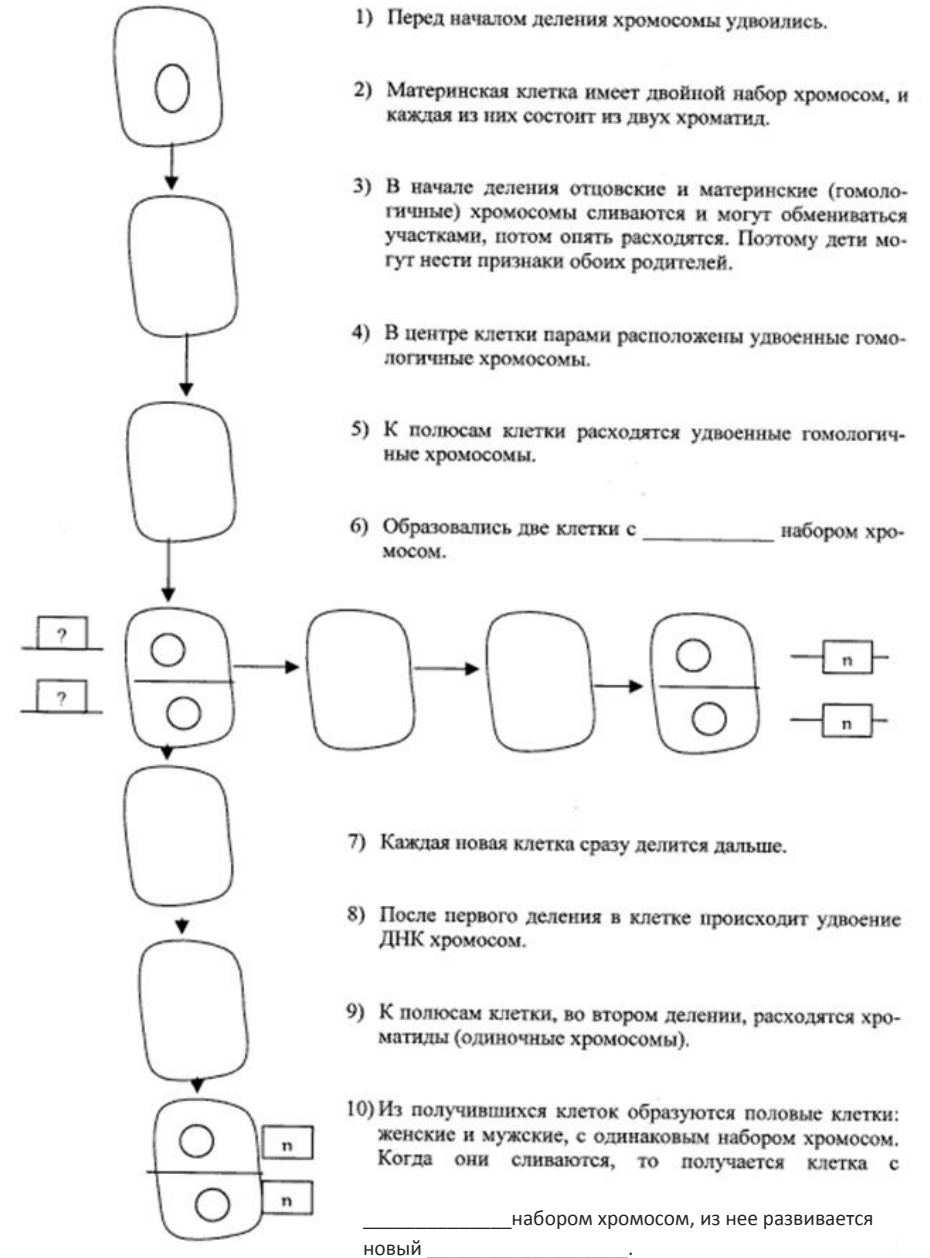 1) Перед началом деления хромосомы удвоились.
2) Материнская клетка имеет двойной набор хромосом, и
каждая из них состоит из двух хроматид.
3) В начале деления отцовские и материнские (гомоло-
гичные) хромосомы сливаются и могут обмениваться
участками, потом опять расходятся. Поэтому дети мо-
гут нести признаки обоих родителей.
4) В центре клетки парами расположены удвоенные гомо-
логичные хромосомы.
5) К полюсам клетки расходятся удвоенные гомологич-
ные хромосомы.
6) Образовались две клетки с ____________ набором хро-
мосом.
?
?
n
n
7) Каждая новая клетка сразу делится дальше.
8) После первого деления в клетке происходит удвоение
ДНК хромосом.
9) К полюсам клетки, во втором делении, расходятся хро-
матиды (одиночные хромосомы).
10) Из получившихся клеток образуются половые клетки:
женские и мужские, с одинаковым набором хромосом.
Когда они сливаются, то получается клетка с
n
n
_______________набором хромосом, из нее развивается
новый ____________________.